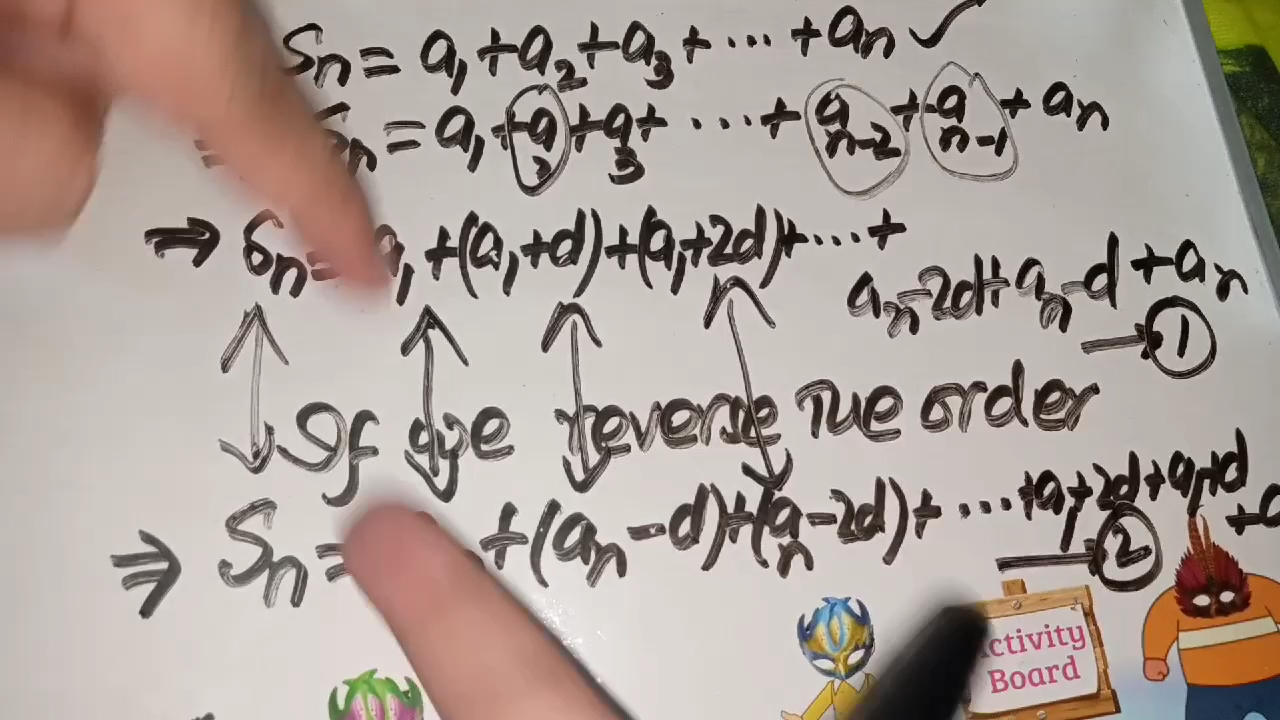 Sn = a1 + a2 + a3 + ... + an ✓
Sn = a1 + a2 + a3 + ... + an-2 + an-1 + an
⇒ Sn = a1 + (a1 + d) + (a1 + 2d) + ... +
an - 2d + an - d + an
→ ①
If we reverse the order
⇒ Sn = + (an - d) + (an - 2d) + ... + a1 + 2d + a1 + d + a
→ ②
Activity
Board